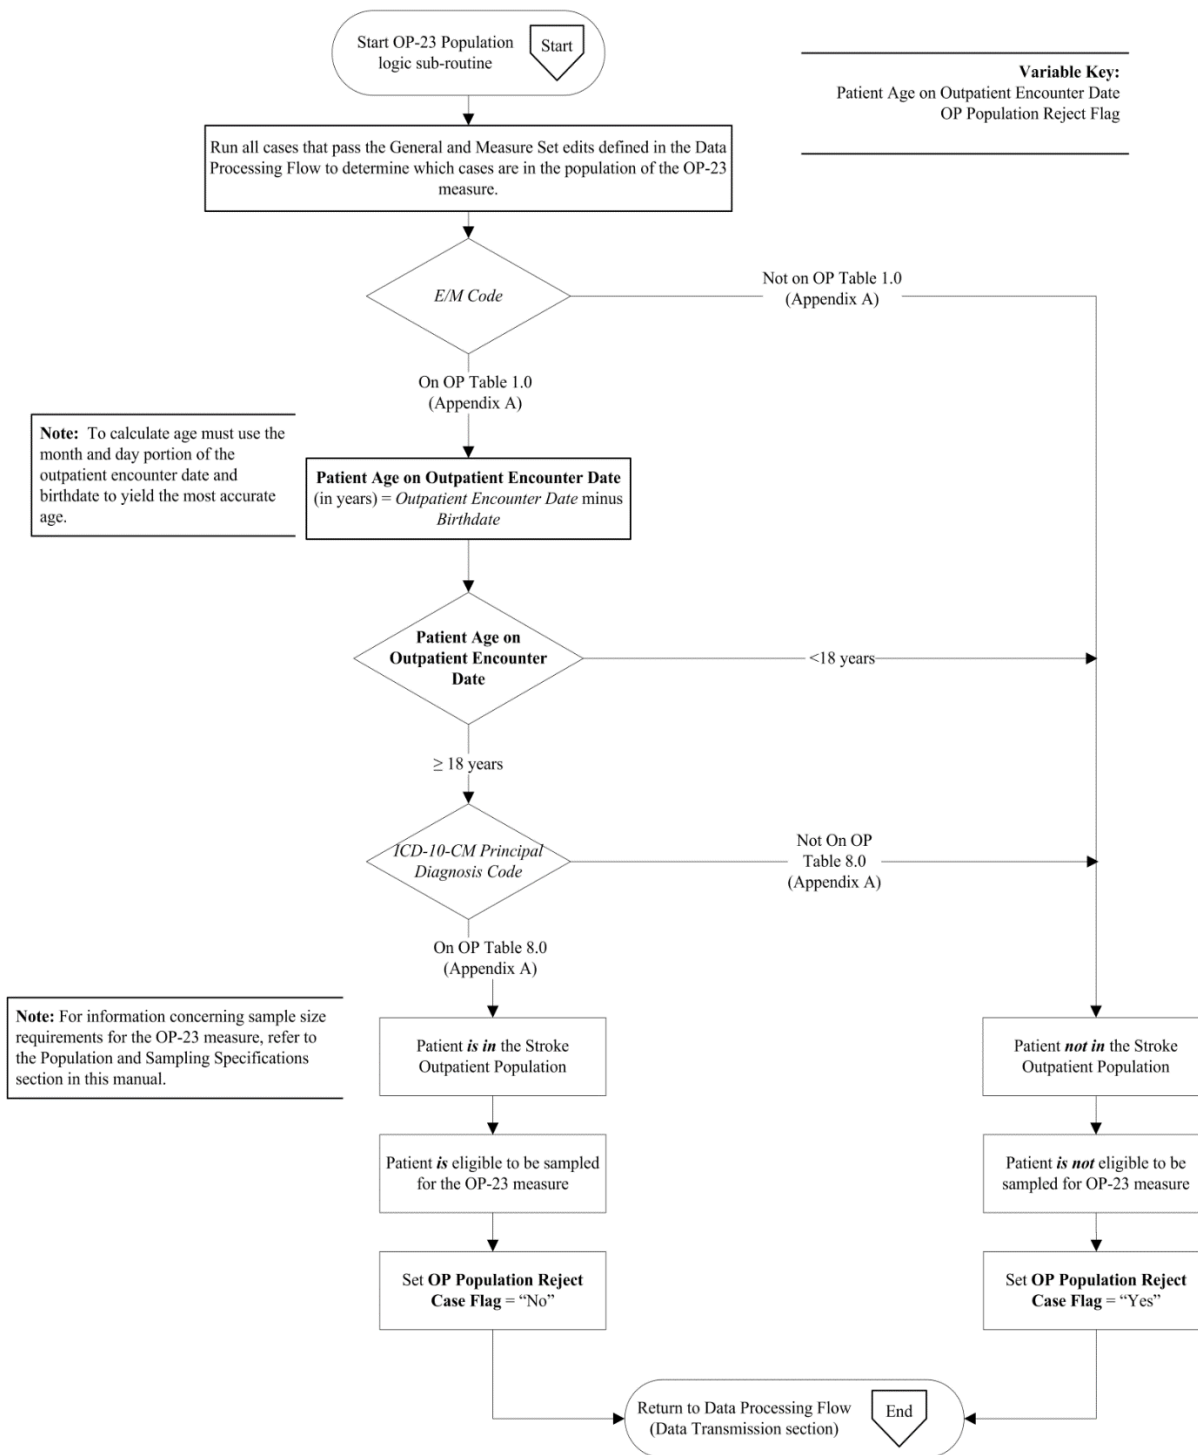 Start OP-23 Population
logic sub-routine
Start
Variable Key:
Patient Age on Outpatient Encounter Date
OP Population Reject Flag
Run all cases that pass the General and Measure Set edits defined in the Data
Processing Flow to determine which cases are in the population of the OP-23
measure.
E/M Code
Not on OP Table 1.0
(Appendix A)
On OP Table 1.0
(Appendix A)
Note: To calculate age must use the
month and day portion of the
outpatient encounter date and
birthdate to yield the most accurate
age.
Patient Age on Outpatient Encounter Date
(in years) = Outpatient Encounter Date minus
Birthdate
Patient Age on
Outpatient Encounter
Date
<18 years
≥ 18 years
ICD-10-CM Principal
Diagnosis Code
Not On OP
Table 8.0
(Appendix A)
On OP Table 8.0
(Appendix A)
Note: For information concerning sample size
requirements for the OP-23 measure, refer to
the Population and Sampling Specifications
section in this manual.
Patient is in the Stroke
Outpatient Population
Patient not in the Stroke
Outpatient Population
Patient is eligible to be sampled
for the OP-23 measure
Patient is not eligible to be
sampled for OP-23 measure
Set OP Population Reject
Case Flag = “No”
Set OP Population Reject
Case Flag = “Yes”
Return to Data Processing Flow
(Data Transmission section)
End